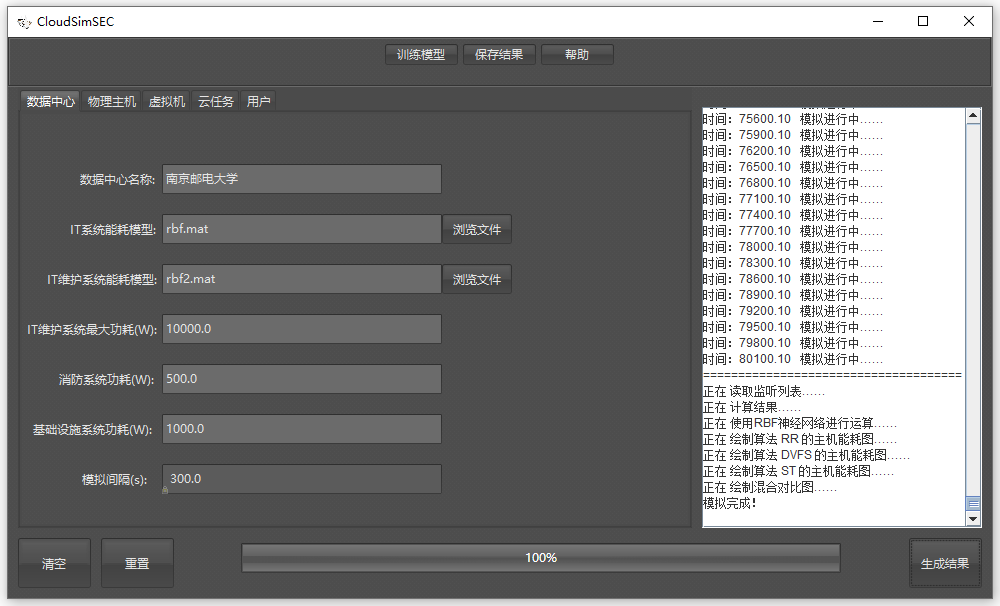 CloudSimSEC
训练模型 保存结果 帮助
数据中心 物理主机 虚拟机 云任务 用户
数据中心名称: 南京邮电大学
IT系统能耗模型: rbf.mat 浏览文件
IT维护系统能耗模型: rbf2.mat 浏览文件
IT维护系统最大功耗(W): 10000.0
消防系统功耗(W): 500.0
基础设施系统功耗(W): 1000.0
模拟间隔(s): 300.0
时间：75600.10 模拟进行中......
时间：75900.10 模拟进行中......
时间：76200.10 模拟进行中......
时间：76500.10 模拟进行中......
时间：76800.10 模拟进行中......
时间：77100.10 模拟进行中......
时间：77400.10 模拟进行中......
时间：77700.10 模拟进行中......
时间：78000.10 模拟进行中......
时间：78300.10 模拟进行中......
时间：78600.10 模拟进行中......
时间：78900.10 模拟进行中......
时间：79200.10 模拟进行中......
时间：79500.10 模拟进行中......
时间：79800.10 模拟进行中......
时间：80100.10 模拟进行中......
=====================================
正在 读取监听列表......
正在 计算结果......
正在 使用RBF神经网络进行运算......
正在 绘制算法 RR 的主机能耗图......
正在 绘制算法 DVFS 的主机能耗图......
正在 绘制算法 ST 的主机能耗图......
正在 绘制混合对比图......
模拟完成！
清空 重置 100% 生成结果